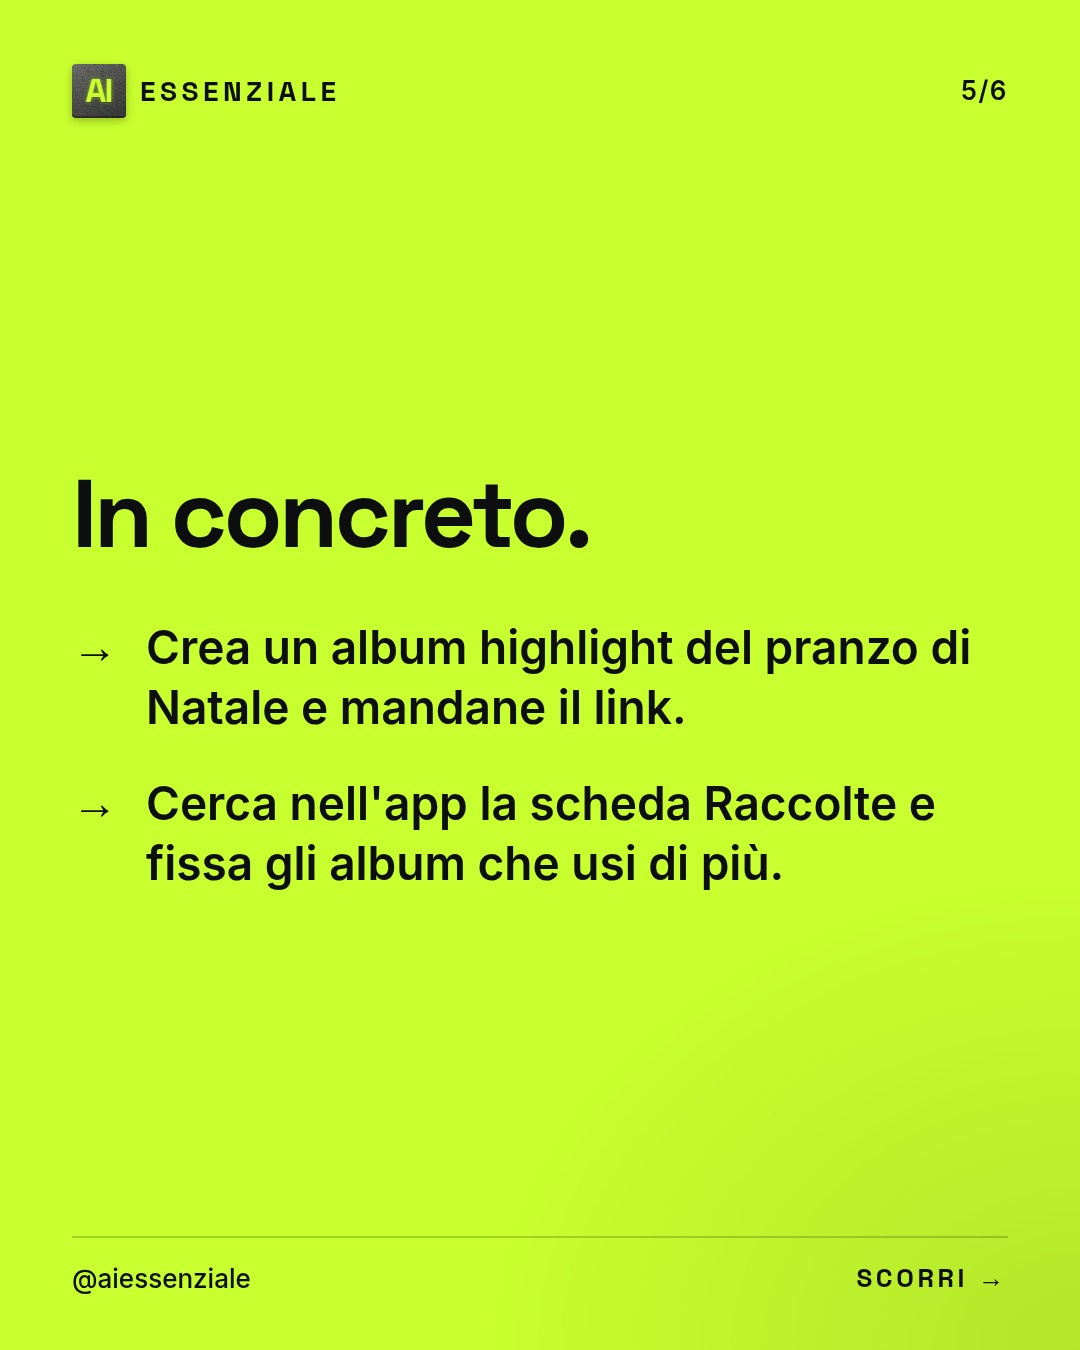 AI ESSENZIALE
5/6
In concreto.
→ Crea un album highlight del pranzo di
Natale e mandane il link.
→ Cerca nell'app la scheda Raccolte e
fissa gli album che usi di più.
@aiessenziale
SCORRI →